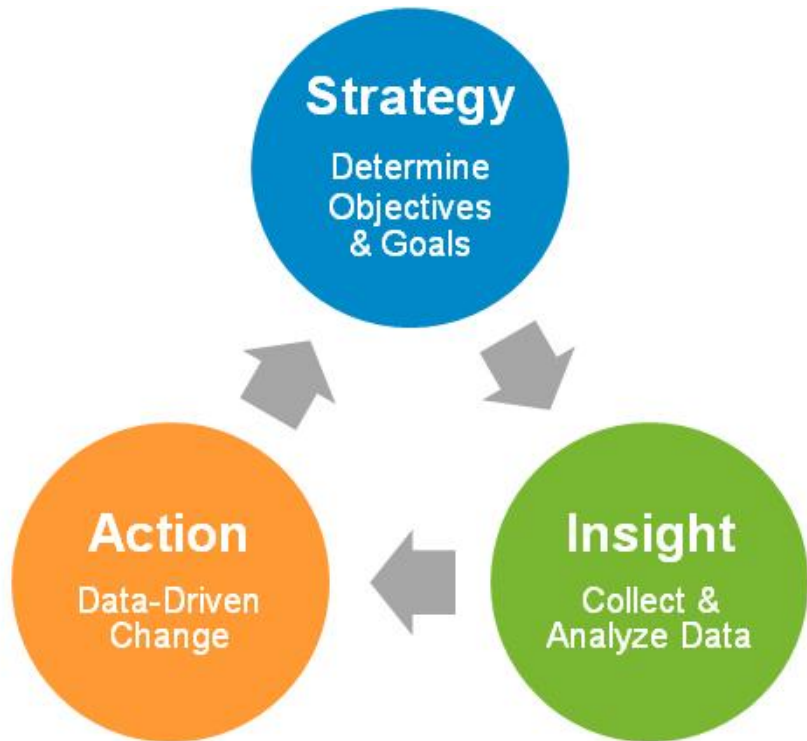 Strategy
Determine
Objectives
& Goals
Action
Data-Driven
Change
Insight
Collect &
Analyze Data